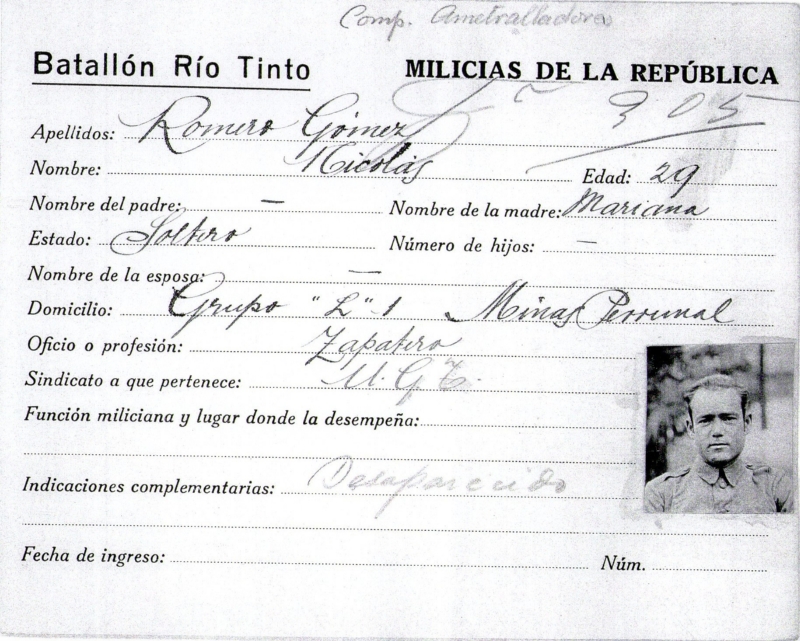 Comp. Ametralladoras
Batallón Río Tinto
MILICIAS DE LA REPÚBLICA
905
Apellidos: Romero Gómez
Nombre: Nicolás Edad: 29
Nombre del padre: — Nombre de la madre: Mariana
Estado: Soltero Número de hijos: —
Nombre de la esposa: —
Domicilio: Grupo "L"-1 Minas Perrunal
Oficio o profesión: Zapatero
Sindicato a que pertenece: U.G.T.
Función miliciana y lugar donde la desempeña:
Indicaciones complementarias: Desaparecido
Fecha de ingreso: Núm.